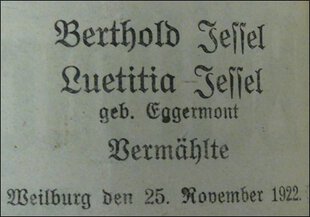 Berthold Jessel
Luetitia Jessel
geb. Eggermont
Vermählte
Weilburg den 25. November 1922.